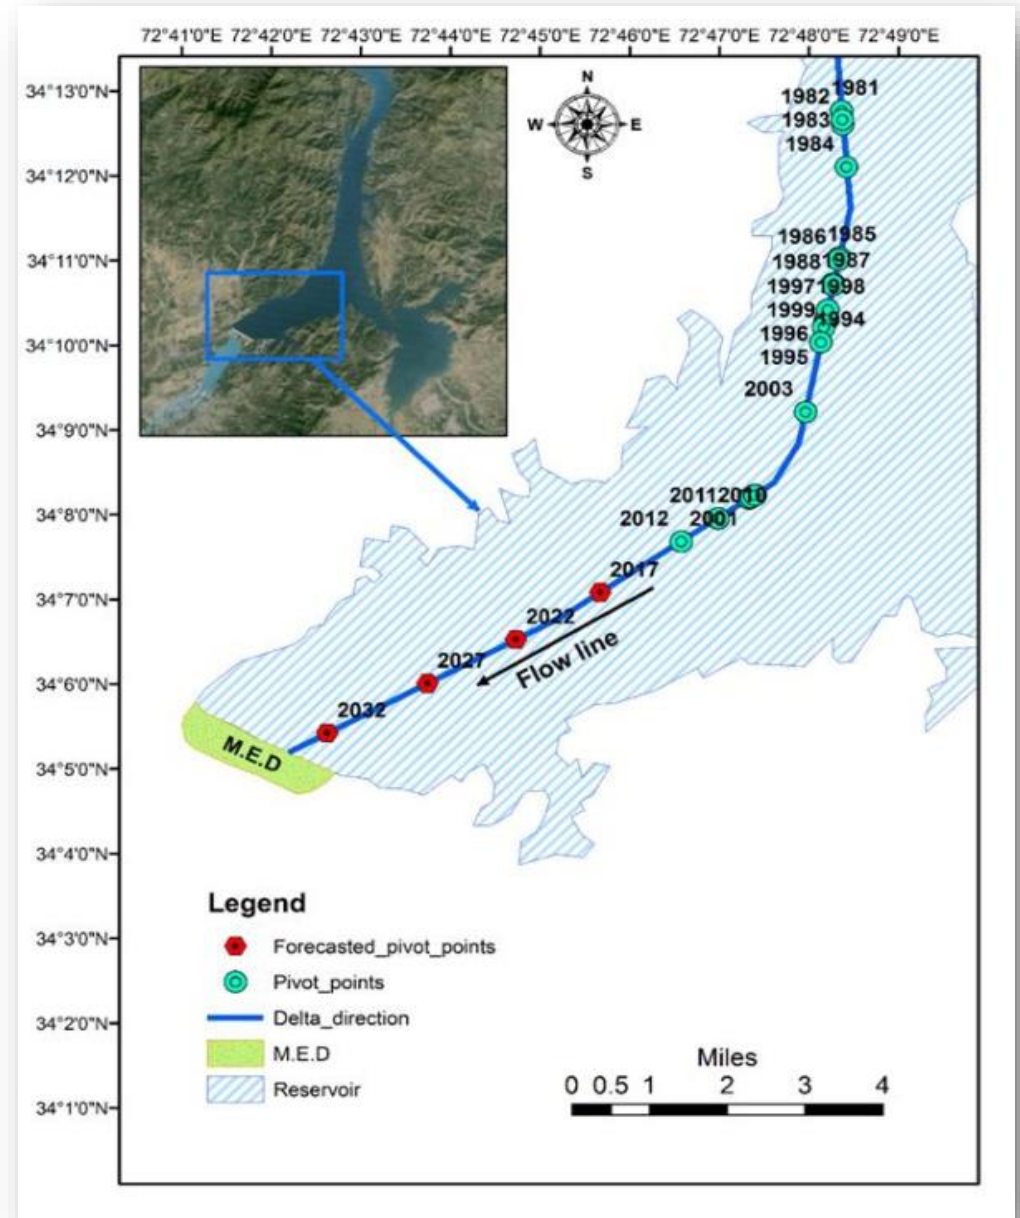 72°41'0"E 72°42'0"E 72°43'0"E 72°44'0"E 72°45'0"E 72°46'0"E 72°47'0"E 72°48'0"E 72°49'0"E
34°13'0"N
34°12'0"N
34°11'0"N
34°10'0"N
34°9'0"N
34°8'0"N
34°7'0"N
34°6'0"N
34°5'0"N
34°4'0"N
34°3'0"N
34°2'0"N
34°1'0"N
N
W E
S
1981
1982
1983
1984
1986 1985
1988 1987
1997 1998
1999
1994
1996
1995
2003
2011 2010
2012 2001
2017
2022
2027
2032
Flow line
M.E.D
Legend
Forecasted_pivot_points
Pivot_points
Delta_direction
M.E.D
Reservoir
Miles
0 0.5 1 2 3 4